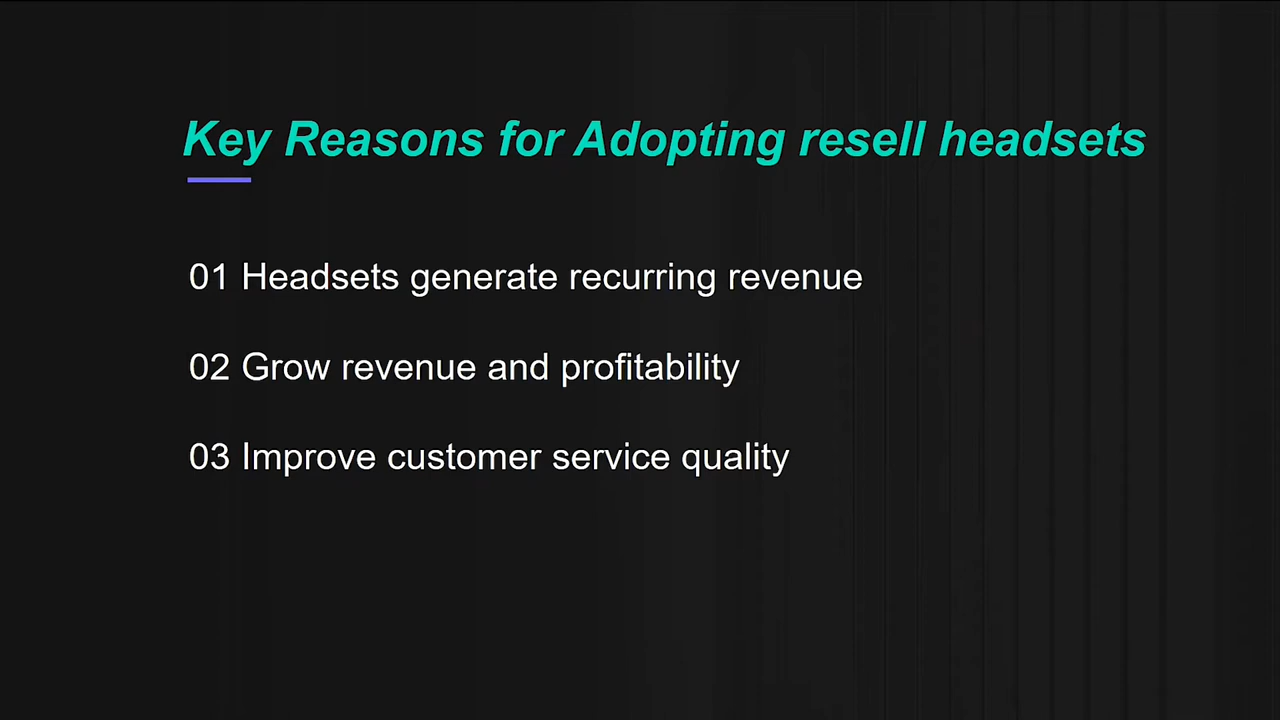 Key Reasons for Adopting resell headsets
01 Headsets generate recurring revenue
02 Grow revenue and profitability
03 Improve customer service quality